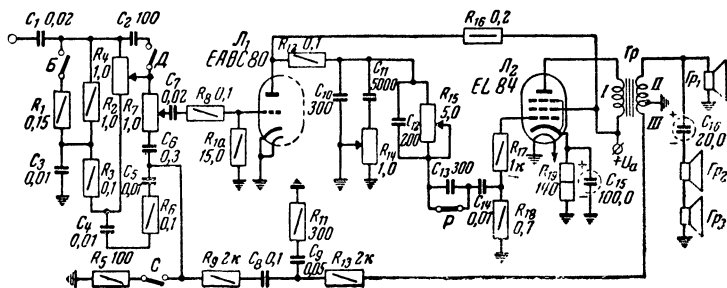 C1 0,02
C2 100
Л1
EABC80
R12 0,1
R16 0,2
Л2
EL 84
Тр
I
II
III
Гр1
Гр2
Гр3
Б
Д
R4 1,0
R1 0,15
R2 1,0
R7 1,0
C7 0,02
R8 0,1
R10 15,0
C10 300
C11 5000
C12 200
R15 5,0
R14 1,0
C13 300
P
C14 0,01
R17 1к
R18 0,7
R19 140
C15 100,0
+Ua
C16 20,0
C3 0,01
R3 0,1
C6 0,3
C5 0,01
C4 0,01
R6 0,1
R11 300
C9 0,05
R5 100
C
R9 2к
C8 0,1
R13 2к